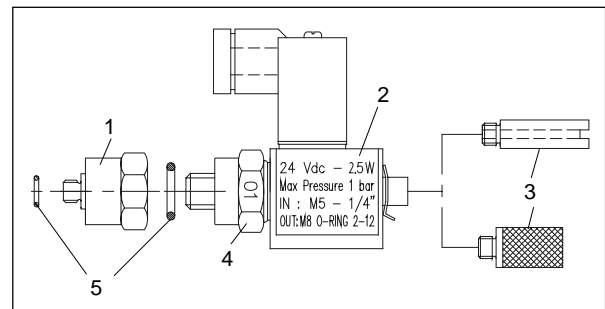 1
2
24 Vdc - 2.5W
Max Pressure 1 bar
IN : M5 - 1/4"
OUT:M8 O-RING 2-12
01
3
4
5